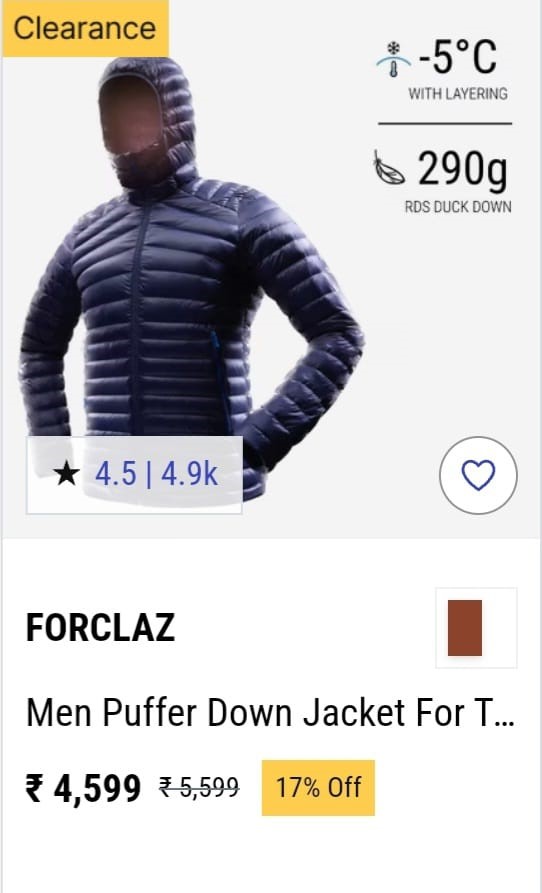 Clearance
-5°C
WITH LAYERING
290g
RDS DUCK DOWN
★ 4.5 | 4.9k
FORCLAZ
Men Puffer Down Jacket For T...
₹ 4,599 ₹ 5,599 17% Off